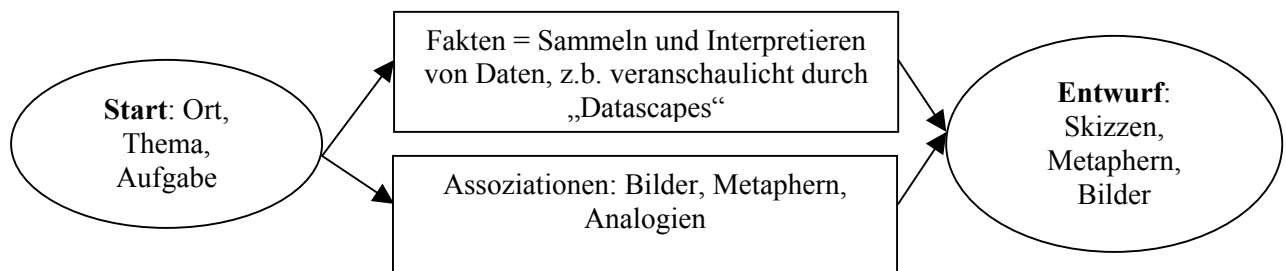 Start: Ort,
Thema,
Aufgabe
Fakten = Sammeln und Interpretieren
von Daten, z.b. veranschaulicht durch
„Datascapes“
Assoziationen: Bilder, Metaphern,
Analogien
Entwurf:
Skizzen,
Metaphern,
Bilder